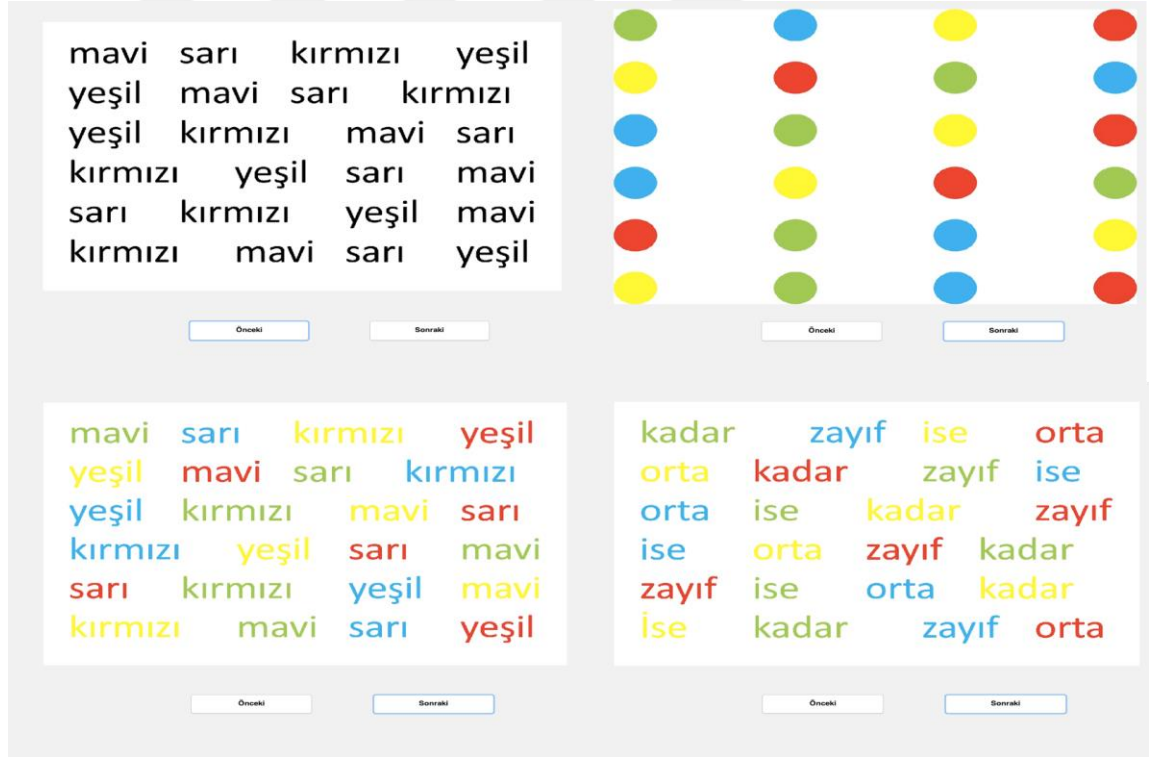 mavi sarı kırmızı yeşil
yeşil mavi sarı kırmızı
yeşil kırmızı mavi sarı
kırmızı yeşil sarı mavi
sarı kırmızı yeşil mavi
kırmızı mavi sarı yeşil
Önceki Sonraki
Önceki Sonraki
mavi sarı kırmızı yeşil
yeşil mavi sarı kırmızı
yeşil kırmızı mavi sarı
kırmızı yeşil sarı mavi
sarı kırmızı yeşil mavi
kırmızı mavi sarı yeşil
Önceki Sonraki
kadar zayıf ise orta
orta kadar zayıf ise
orta ise kadar zayıf
ise orta zayıf kadar
zayıf ise orta kadar
İse kadar zayıf orta
Önceki Sonraki